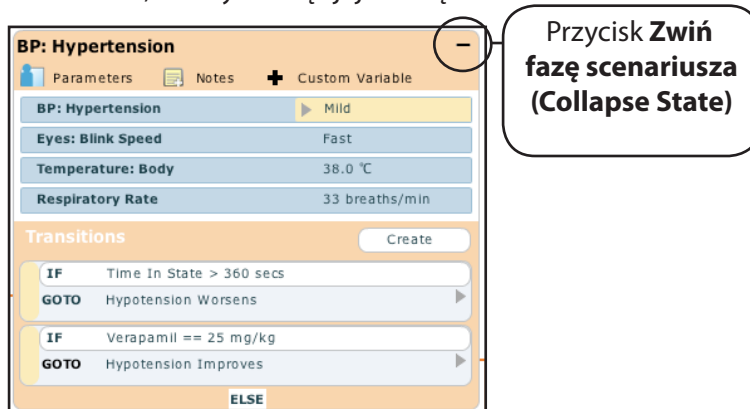 BP: Hypertension
–
Przycisk Zwiń
fazę scenariusza
(Collapse State)
Parameters Notes Custom Variable
BP: Hypertension Mild
Eyes: Blink Speed Fast
Temperature: Body 38.0 °C
Respiratory Rate 33 breaths/min
Transitions Create
IF Time In State > 360 secs
GOTO Hypotension Worsens
IF Verapamil == 25 mg/kg
GOTO Hypotension Improves
ELSE